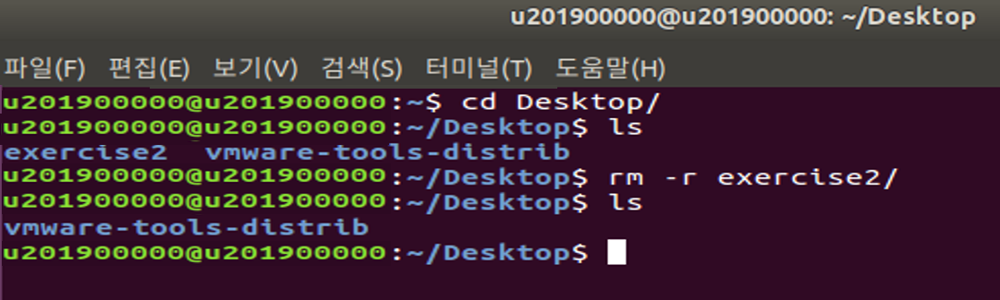 u201900000@u201900000: ~/Desktop
파일(F) 편집(E) 보기(V) 검색(S) 터미널(T) 도움말(H)
u201900000@u201900000:~$ cd Desktop/
u201900000@u201900000:~/Desktop$ ls
exercise2 vmware-tools-distrib
u201900000@u201900000:~/Desktop$ rm -r exercise2/
u201900000@u201900000:~/Desktop$ ls
vmware-tools-distrib
u201900000@u201900000:~/Desktop$